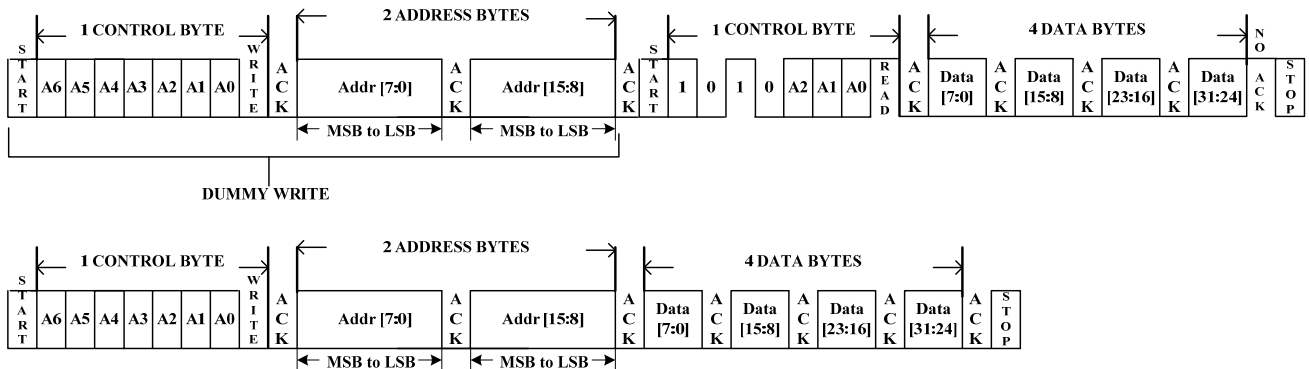 1 CONTROL BYTE 2 ADDRESS BYTES 1 CONTROL BYTE 4 DATA BYTES
START A6 A5 A4 A3 A2 A1 A0 WRITE ACK Addr [7:0] ACK Addr [15:8] ACK START 1 0 1 0 A2 A1 A0 READ ACK Data [7:0] ACK Data [15:8] ACK Data [23:16] ACK Data [31:24] NO ACK STOP
MSB to LSB MSB to LSB
DUMMY WRITE
1 CONTROL BYTE 2 ADDRESS BYTES 4 DATA BYTES
START A6 A5 A4 A3 A2 A1 A0 WRITE ACK Addr [7:0] ACK Addr [15:8] ACK Data [7:0] ACK Data [15:8] ACK Data [23:16] ACK Data [31:24] ACK STOP
MSB to LSB MSB to LSB